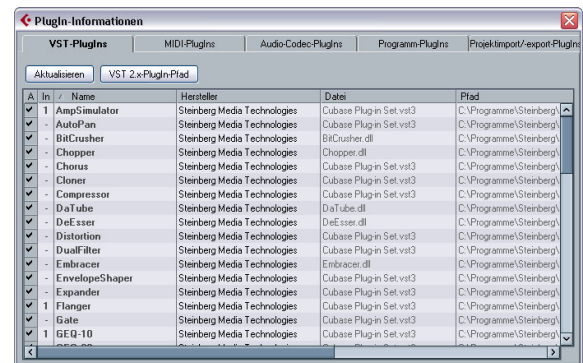 PlugIn-Informationen
VST-PlugIns MIDI-PlugIns Audio-Codec-PlugIns Programm-PlugIns Projektimport/-export-PlugIns
Aktualisieren VST 2.x-PlugIn-Pfad
A In Name Hersteller Datei Pfad
1 AmpSimulator Steinberg Media Technologies Cubase Plug-in Set.vst3 C:\Programme\Steinberg\
- AutoPan Steinberg Media Technologies Cubase Plug-in Set.vst3 C:\Programme\Steinberg\
- BitCrusher Steinberg Media Technologies BitCrusher.dll C:\Programme\Steinberg\
- Chopper Steinberg Media Technologies Chopper.dll C:\Programme\Steinberg\
- Chorus Steinberg Media Technologies Cubase Plug-in Set.vst3 C:\Programme\Steinberg\
- Cloner Steinberg Media Technologies Cubase Plug-in Set.vst3 C:\Programme\Steinberg\
- Compressor Steinberg Media Technologies Cubase Plug-in Set.vst3 C:\Programme\Steinberg\
- DaTube Steinberg Media Technologies DaTube.dll C:\Programme\Steinberg\
- DeEsser Steinberg Media Technologies DeEsser.dll C:\Programme\Steinberg\
- Distortion Steinberg Media Technologies Cubase Plug-in Set.vst3 C:\Programme\Steinberg\
- DualFilter Steinberg Media Technologies Cubase Plug-in Set.vst3 C:\Programme\Steinberg\
- Embracer Steinberg Media Technologies Embracer.dll C:\Programme\Steinberg\
- EnvelopeShaper Steinberg Media Technologies Cubase Plug-in Set.vst3 C:\Programme\Steinberg\
- Expander Steinberg Media Technologies Cubase Plug-in Set.vst3 C:\Programme\Steinberg\
1 Flanger Steinberg Media Technologies Cubase Plug-in Set.vst3 C:\Programme\Steinberg\
- Gate Steinberg Media Technologies Cubase Plug-in Set.vst3 C:\Programme\Steinberg\
1 GEQ-10 Steinberg Media Technologies Cubase Plug-in Set.vst3 C:\Programme\Steinberg\